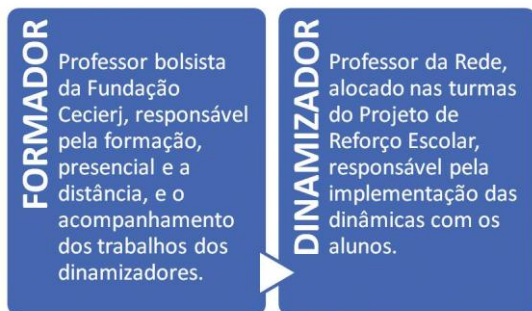 FORMADOR
Professor bolsista
da Fundação
Cecierj, responsável
pela formação,
presencial e a
distância, e o
acompanhamento
dos trabalhos dos
dinamizadores.
DINAMIZADOR
Professor da Rede,
alocado nas turmas
do Projeto de
Reforço Escolar,
responsável pela
implementação das
dinâmicas com os
alunos.